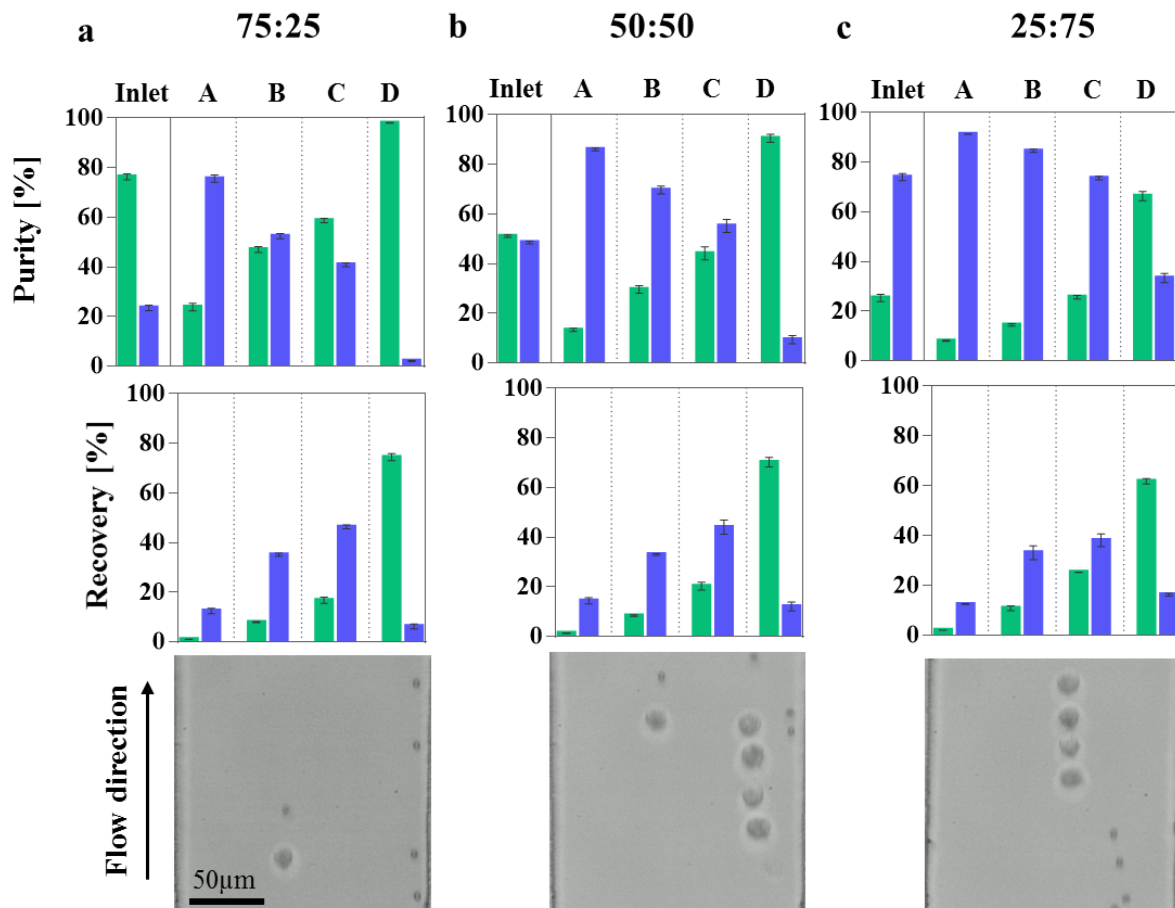 a 75:25 b 50:50 c 25:75
Inlet A B C D Inlet A B C D Inlet A B C D
Purity [%]
100 100 100
80 80 80
60 60 60
40 40 40
20 20 20
0 0 0
Recovery [%]
100 100 100
80 80 80
60 60 60
40 40 40
20 20 20
0 0 0
Flow direction
50µm